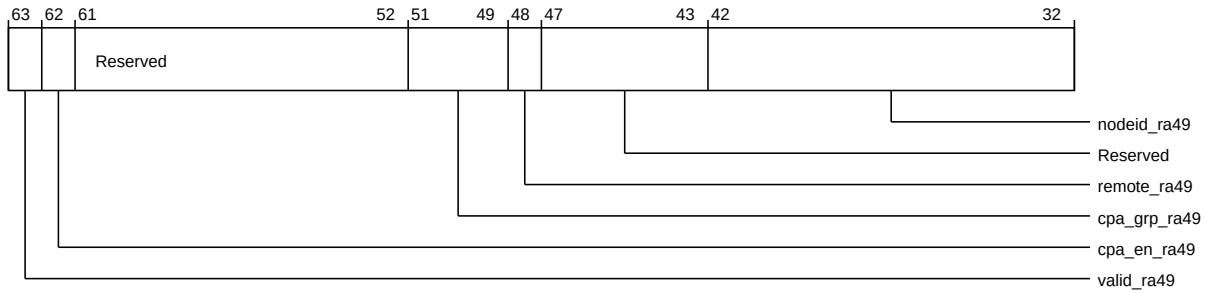 63 62 61 52 51 49 48 47 43 42 32
Reserved
nodeid_ra49
Reserved
remote_ra49
cpa_grp_ra49
cpa_en_ra49
valid_ra49